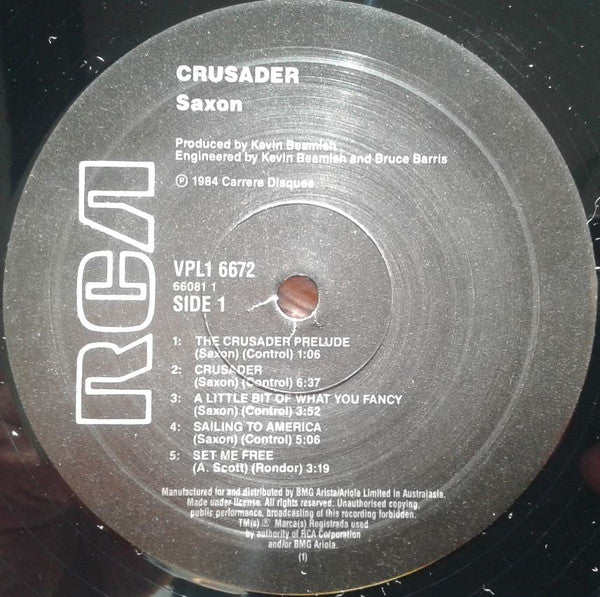 CRUSADER
Saxon
Produced by Kevin Beamish
Engineered by Kevin Beamish and Bruce Barris
Ⓟ 1984 Carrere Disques
RCA
VPL1 6672
66081 1
SIDE 1
1: THE CRUSADER PRELUDE
(Saxon) (Control) 1:06
2: CRUSADER
(Saxon) (Control) 6:37
3: A LITTLE BIT OF WHAT YOU FANCY
(Saxon) (Control) 3:52
4: SAILING TO AMERICA
(Saxon) (Control) 5:06
5: SET ME FREE
(A. Scott) (Rondor) 3:19
Manufactured for and distributed by BMG Arista/Ariola Limited in Australasia.
Made under license. All rights reserved. Unauthorised copying,
public performance, broadcasting of this recording forbidden.
TM(s) ® Marca(s) Registrada used
by authority of RCA Corporation
and/or BMG Ariola.
(1)